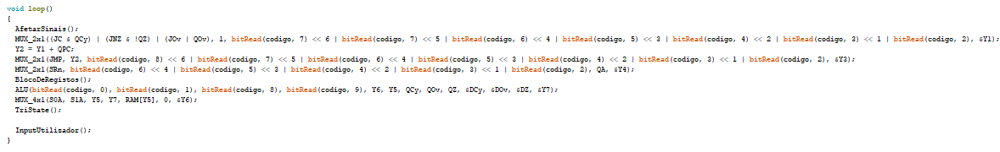 void loop()
{
AfetarSinais();
MUX_2x1((JC & QCy) | (JNZ & !QZ) | (JOv | QOv), 1, bitRead(codigo, 7) << 6 | bitRead(codigo, 7) << 5 | bitRead(codigo, 6) << 4 | bitRead(codigo, 5) << 3 | bitRead(codigo, 4) << 2 | bitRead(codigo, 3) << 1 | bitRead(codigo, 2), &Y1);
Y2 = Y1 + QPC;
MUX_2x1(JMP, Y2, bitRead(codigo, 8) << 6 | bitRead(codigo, 7) << 5 | bitRead(codigo, 6) << 4 | bitRead(codigo, 5) << 3 | bitRead(codigo, 4) << 2 | bitRead(codigo, 3) << 1 | bitRead(codigo, 2), &Y3);
MUX_2x1(SRn, bitRead(codigo, 6) << 4 | bitRead(codigo, 5) << 3 | bitRead(codigo, 4) << 2 | bitRead(codigo, 3) << 1 | bitRead(codigo, 2), QA, &Y4);
BlocoDeRegistos();
ALU(bitRead(codigo, 0), bitRead(codigo, 1), bitRead(codigo, 8), bitRead(codigo, 9), Y6, Y5, QCy, QOv, QZ, &DCy, &DOv, &DZ, &Y7);
MUX_4x1(S0A, S1A, Y5, Y7, RAM[Y5], 0, &Y6);
TriState();
InputUtilizador();
}